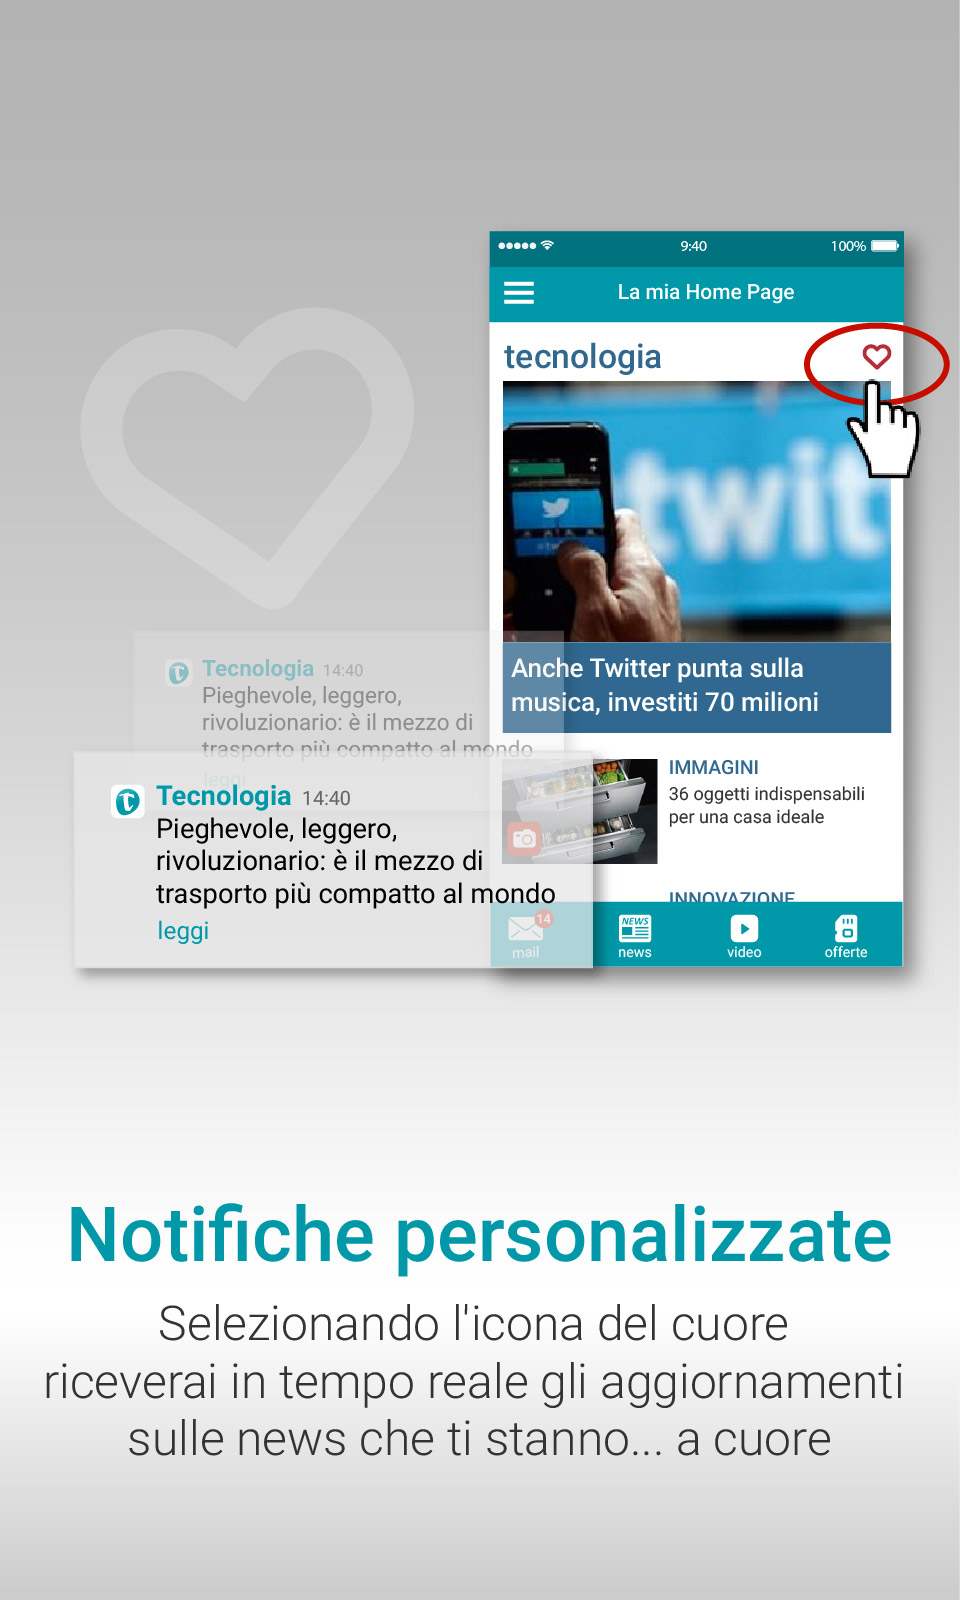 9:40
100%
La mia Home Page
tecnologia
twit
Anche Twitter punta sulla
musica, investiti 70 milioni
Tecnologia 14:40
Pieghevole, leggero,
rivoluzionario: è il mezzo di
trasporto più compatto al mondo
leggi
Tecnologia 14:40
Pieghevole, leggero,
rivoluzionario: è il mezzo di
trasporto più compatto al mondo
leggi
IMMAGINI
36 oggetti indispensabili
per una casa ideale
INNOVAZIONE
14
mail
NEWS
news
video
offerte
Notifiche personalizzate
Selezionando l'icona del cuore
riceverai in tempo reale gli aggiornamenti
sulle news che ti stanno... a cuore